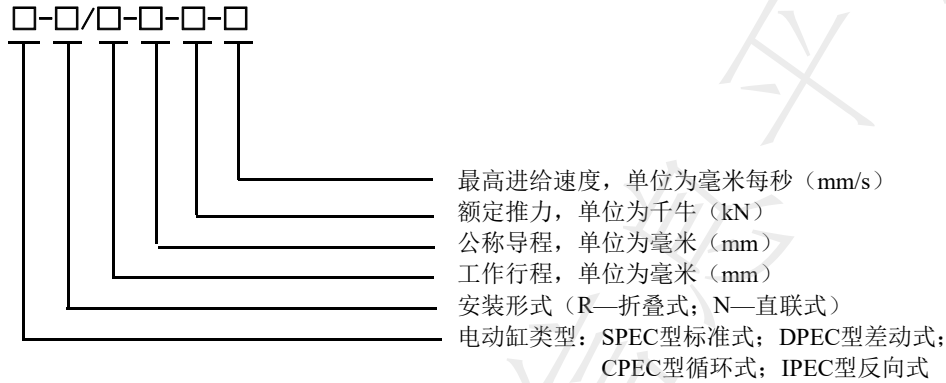 □-□/□-□-□-□
最高进给速度，单位为毫米每秒（mm/s）
额定推力，单位为千牛（kN）
公称导程，单位为毫米（mm）
工作行程，单位为毫米（mm）
安装形式（R—折叠式；N—直联式）
电动缸类型：SPEC型标准式；DPEC型差动式；
CPEC型循环式；IPEC型反向式